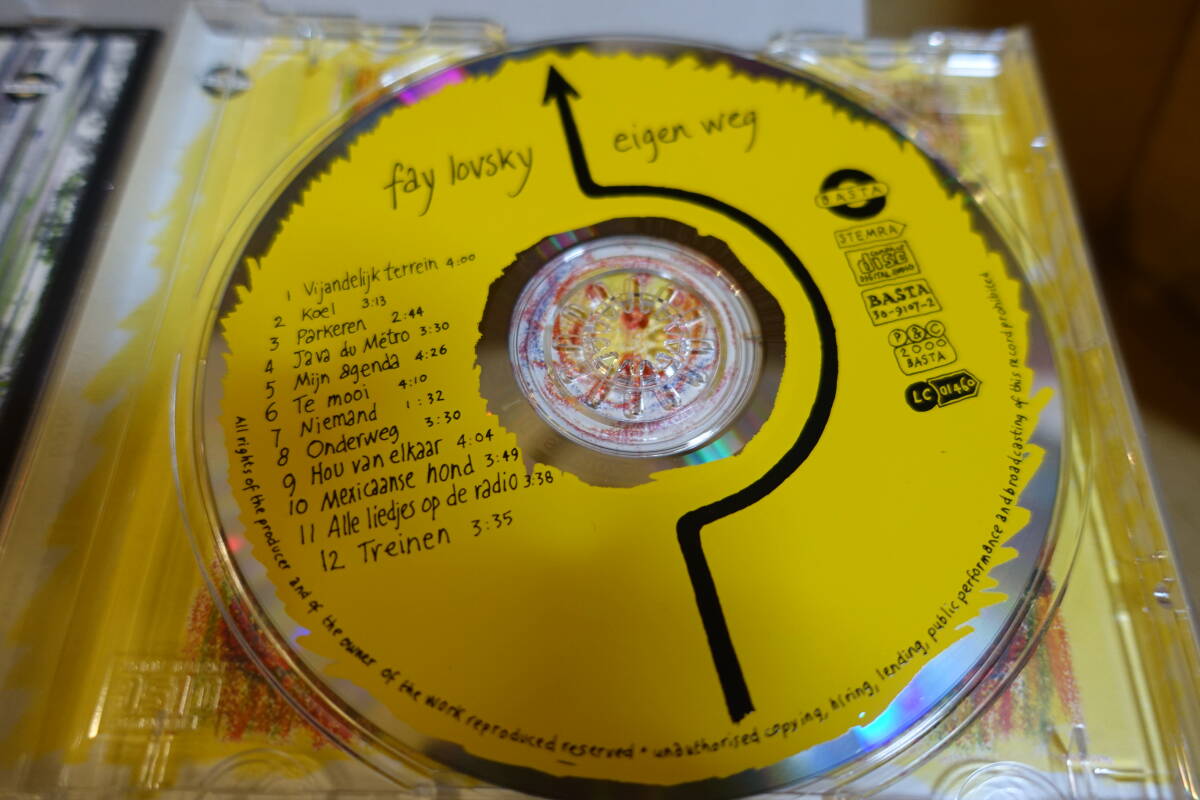 fay lovsky
eigen weg
1 Vijandelijk terrein 4:00
2 Koel 3:13
3 Parkeren 2:44
4 Java du Métro 3:30
5 Mijn agenda 4:26
6 Te mooi 4:10
7 Niemand 1:32
8 Onderweg 3:30
9 Hou van elkaar 4:04
10 Mexicaanse hond 3:49
11 Alle liedjes op de radio 3:38
12 Treinen 3:35
BASTA
STEMRA
COMPACT
disc
DIGITAL AUDIO
BASTA
30-9107-2
P&C
2000
BASTA
LC 01460
All rights of the producer and of the owner of the work reproduced reserved • unauthorised copying, hiring, lending, public performance and broadcasting of this record prohibited